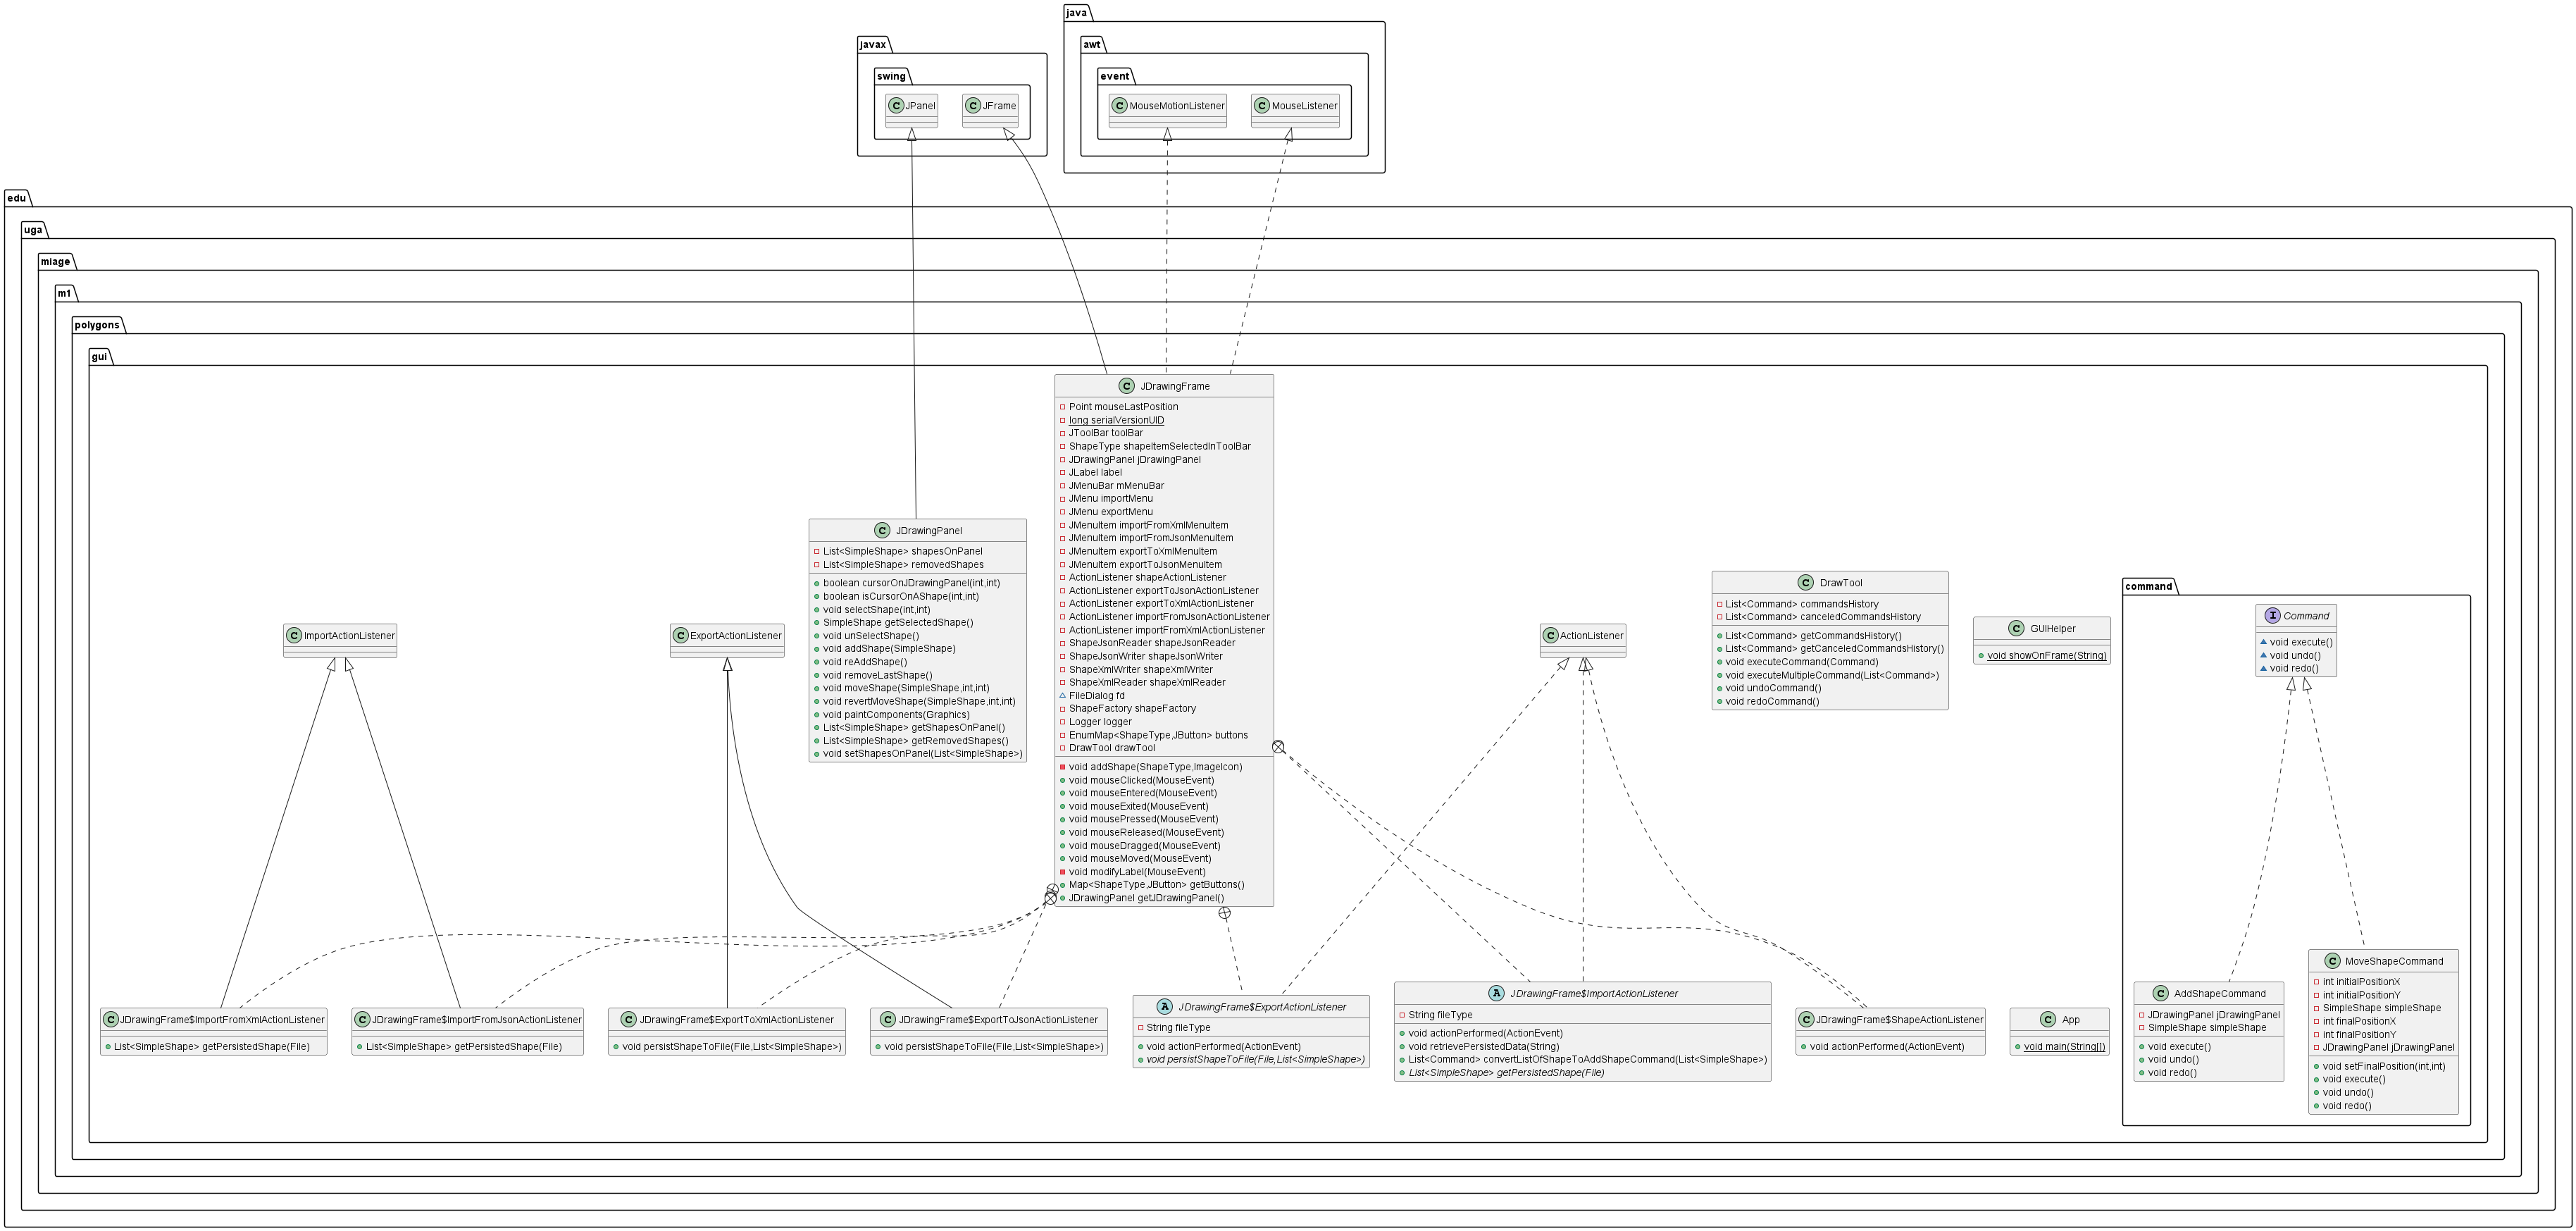 java
javax
awt
swing
event
C JPanel
C JFrame
C MouseMotionListener
C MouseListener
edu
uga
miage
m1
polygons
gui
C JDrawingFrame
Point mouseLastPosition
long serialVersionUID
JToolBar toolBar
ShapeType shapeItemSelectedInToolBar
JDrawingPanel jDrawingPanel
JLabel label
JMenuBar mMenuBar
JMenu importMenu
JMenu exportMenu
JMenuItem importFromXmlMenuItem
JMenuItem importFromJsonMenuItem
JMenuItem exportToXmlMenuItem
JMenuItem exportToJsonMenuItem
ActionListener shapeActionListener
ActionListener exportToJsonActionListener
ActionListener exportToXmlActionListener
ActionListener importFromJsonActionListener
ActionListener importFromXmlActionListener
ShapeJsonReader shapeJsonReader
ShapeJsonWriter shapeJsonWriter
ShapeXmlWriter shapeXmlWriter
ShapeXmlReader shapeXmlReader
FileDialog fd
ShapeFactory shapeFactory
Logger logger
EnumMap<ShapeType,JButton> buttons
DrawTool drawTool
void addShape(ShapeType,ImageIcon)
void mouseClicked(MouseEvent)
void mouseEntered(MouseEvent)
void mouseExited(MouseEvent)
void mousePressed(MouseEvent)
void mouseReleased(MouseEvent)
void mouseDragged(MouseEvent)
void mouseMoved(MouseEvent)
void modifyLabel(MouseEvent)
Map<ShapeType,JButton> getButtons()
JDrawingPanel getJDrawingPanel()
C JDrawingPanel
List<SimpleShape> shapesOnPanel
List<SimpleShape> removedShapes
boolean cursorOnJDrawingPanel(int,int)
boolean isCursorOnAShape(int,int)
void selectShape(int,int)
SimpleShape getSelectedShape()
void unSelectShape()
void addShape(SimpleShape)
void reAddShape()
void removeLastShape()
void moveShape(SimpleShape,int,int)
void revertMoveShape(SimpleShape,int,int)
void paintComponents(Graphics)
List<SimpleShape> getShapesOnPanel()
List<SimpleShape> getRemovedShapes()
void setShapesOnPanel(List<SimpleShape>)
C DrawTool
List<Command> commandsHistory
List<Command> canceledCommandsHistory
List<Command> getCommandsHistory()
List<Command> getCanceledCommandsHistory()
void executeCommand(Command)
void executeMultipleCommand(List<Command>)
void undoCommand()
void redoCommand()
C GUIHelper
void showOnFrame(String)
command
I Command
void execute()
void undo()
void redo()
C ImportActionListener
C ExportActionListener
C ActionListener
C JDrawingFrame$ImportFromXmlActionListener
List<SimpleShape> getPersistedShape(File)
C JDrawingFrame$ImportFromJsonActionListener
List<SimpleShape> getPersistedShape(File)
C JDrawingFrame$ExportToXmlActionListener
void persistShapeToFile(File,List<SimpleShape>)
C JDrawingFrame$ExportToJsonActionListener
void persistShapeToFile(File,List<SimpleShape>)
A JDrawingFrame$ExportActionListener
String fileType
void actionPerformed(ActionEvent)
void persistShapeToFile(File,List<SimpleShape>)
A JDrawingFrame$ImportActionListener
String fileType
void actionPerformed(ActionEvent)
void retrievePersistedData(String)
List<Command> convertListOfShapeToAddShapeCommand(List<SimpleShape>)
List<SimpleShape> getPersistedShape(File)
C JDrawingFrame$ShapeActionListener
void actionPerformed(ActionEvent)
C App
void main(String[])
C AddShapeCommand
JDrawingPanel jDrawingPanel
SimpleShape simpleShape
void execute()
void undo()
void redo()
C MoveShapeCommand
int initialPositionX
int initialPositionY
SimpleShape simpleShape
int finalPositionX
int finalPositionY
JDrawingPanel jDrawingPanel
void setFinalPosition(int,int)
void execute()
void undo()
void redo()